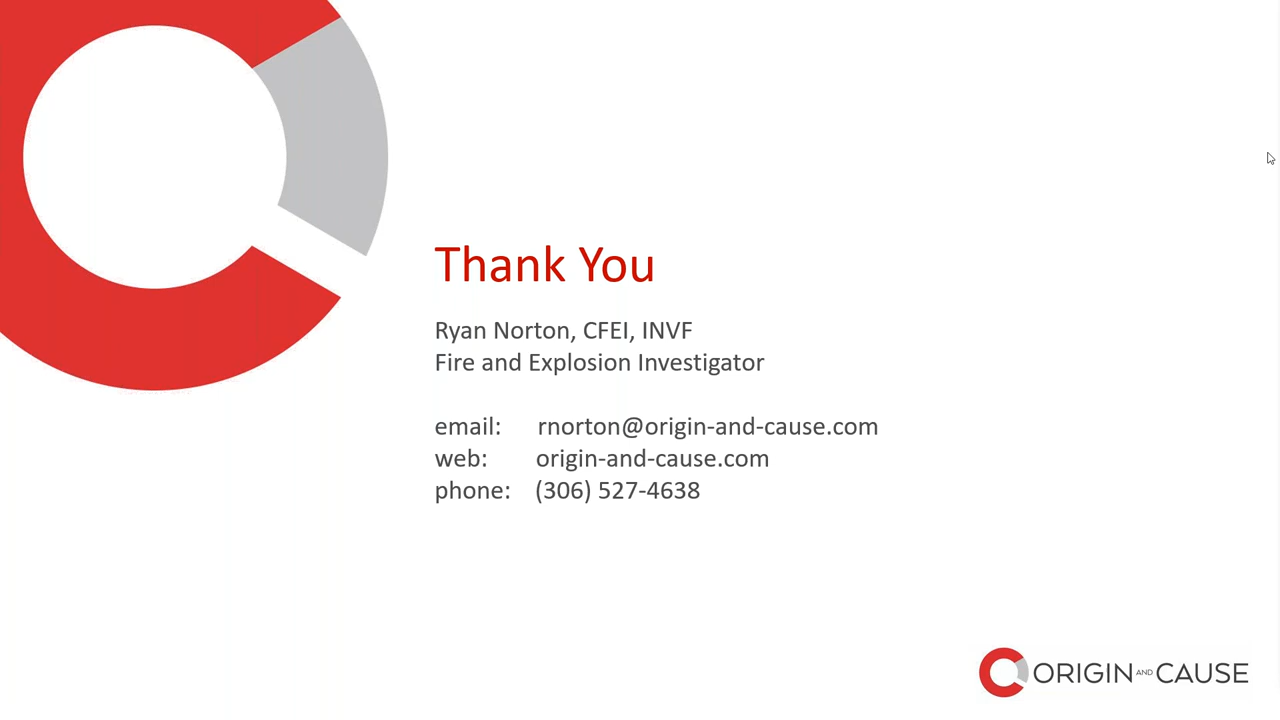 Thank You
Ryan Norton, CFEI, INVF
Fire and Explosion Investigator
email: rnorton@origin-and-cause.com
web: origin-and-cause.com
phone: (306) 527-4638
ORIGIN AND CAUSE